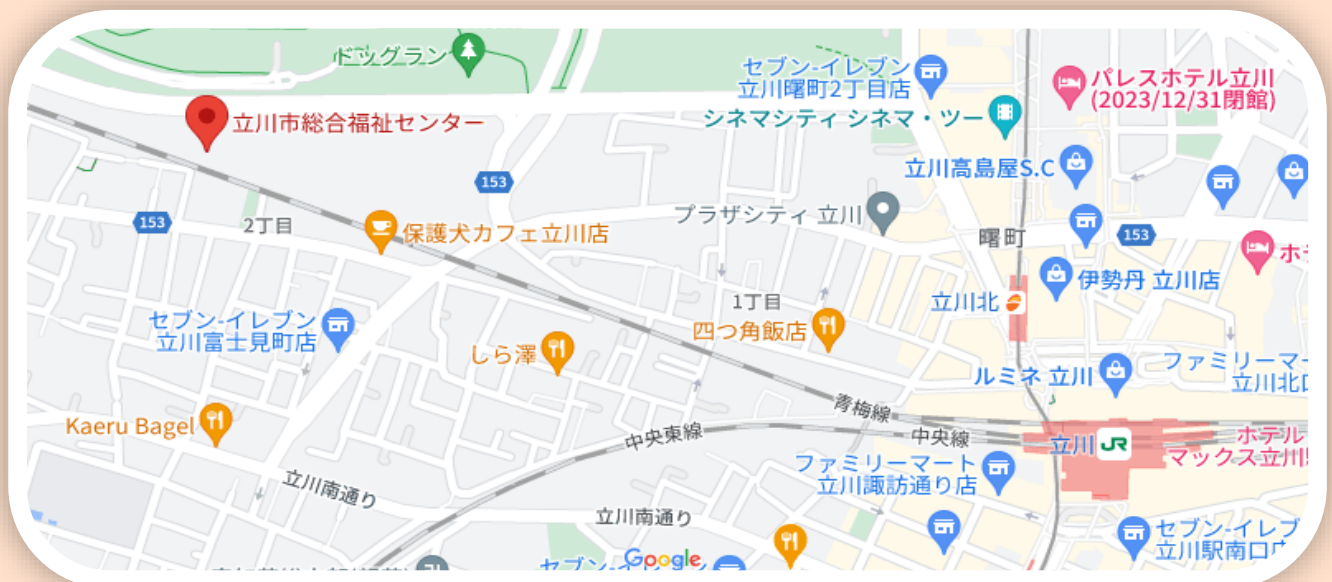 ドッグラン
セブン-イレブン
立川曙町2丁目店
パレスホテル立川
(2023/12/31閉館)
立川市総合福祉センター
シネマシティ シネマ・ツー
立川高島屋S.C
153
153
2丁目
保護犬カフェ立川店
プラザシティ 立川
曙町
153
ホテ
伊勢丹 立川店
1丁目
立川北
セブン-イレブン
立川富士見町店
四つ角飯店
しら澤
ルミネ 立川
ファミリーマー
立川北口
青梅線
Kaeru Bagel
中央東線
中央線
立川
JR
ホテル
マックス立川
ファミリーマート
立川諏訪通り店
立川南通り
立川南通り
セブン-イレブ
立川駅南口
Google